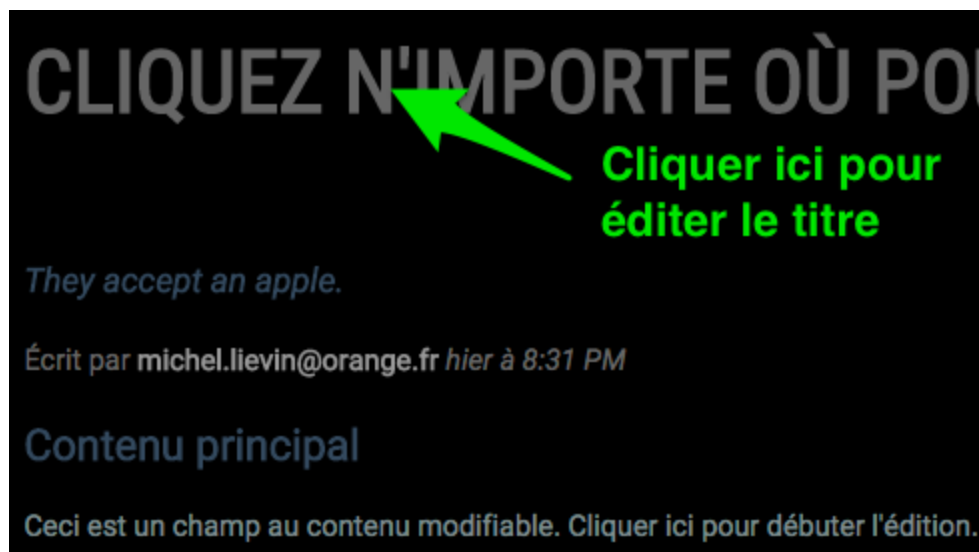 CLIQUEZ N'IMPORTE OÙ POU
Cliquer ici pour
éditer le titre
They accept an apple.
Écrit par michel.lievin@orange.fr hier à 8:31 PM
Contenu principal
Ceci est un champ au contenu modifiable. Cliquer ici pour débuter l'édition.